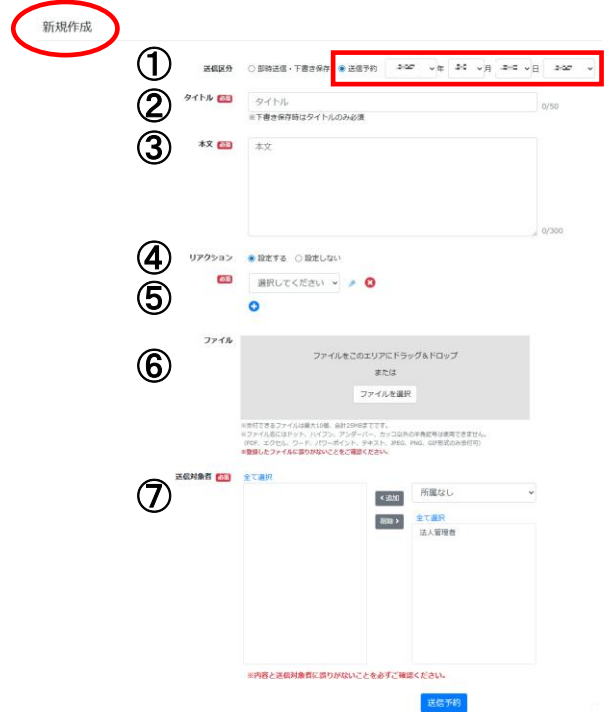 新規作成
① 送信区分 ○即時送信・下書き保存 ◉送信予約 年 月 日
② タイトル 必須 タイトル 0/50
※下書き保存時はタイトルのみ必須
③ 本文 必須 本文
0/300
④ リアクション ◉設定する ○設定しない
⑤ 必須 選択してください
ファイル
⑥ ファイルをこのエリアにドラッグ&ドロップ
または
ファイルを選択
※添付できるファイルは最大10個、合計25MBまでです。
※ファイル名にはドット、ハイフン、アンダーバー、カッコ以外の半角記号は使用できません。
(PDF、エクセル、ワード、パワーポイント、テキスト、JPEG、PNG、GIF形式のみ添付可)
※登録したファイルに誤りがないことをご確認ください。
⑦ 送信対象者 必須 全て選択
<追加 所属なし
削除> 全て選択
法人管理者
※内容と送信対象者に誤りがないことを必ずご確認ください。
送信予約